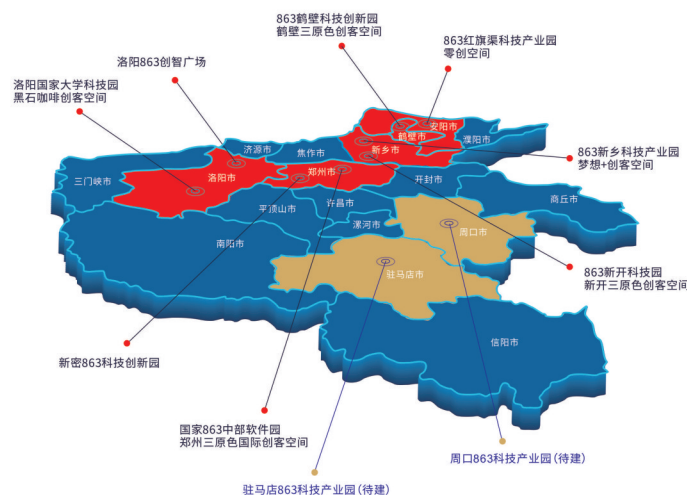 863鹤壁科技创新园
鹤壁三原色创客空间
863红旗渠科技产业园
零创空间
洛阳863创智广场
洛阳国家大学科技园
黑石咖啡创客空间
安阳市
鹤壁市
濮阳市
济源市
焦作市
新乡市
863新乡科技产业园
梦想+创客空间
三门峡市
洛阳市
郑州市
开封市
商丘市
平顶山市
许昌市
漯河市
周口市
南阳市
驻马店市
863新开科技园
新开三原色创客空间
信阳市
新密863科技创新园
国家863中部软件园
郑州三原色国际创客空间
周口863科技产业园(待建)
驻马店863科技产业园(待建)